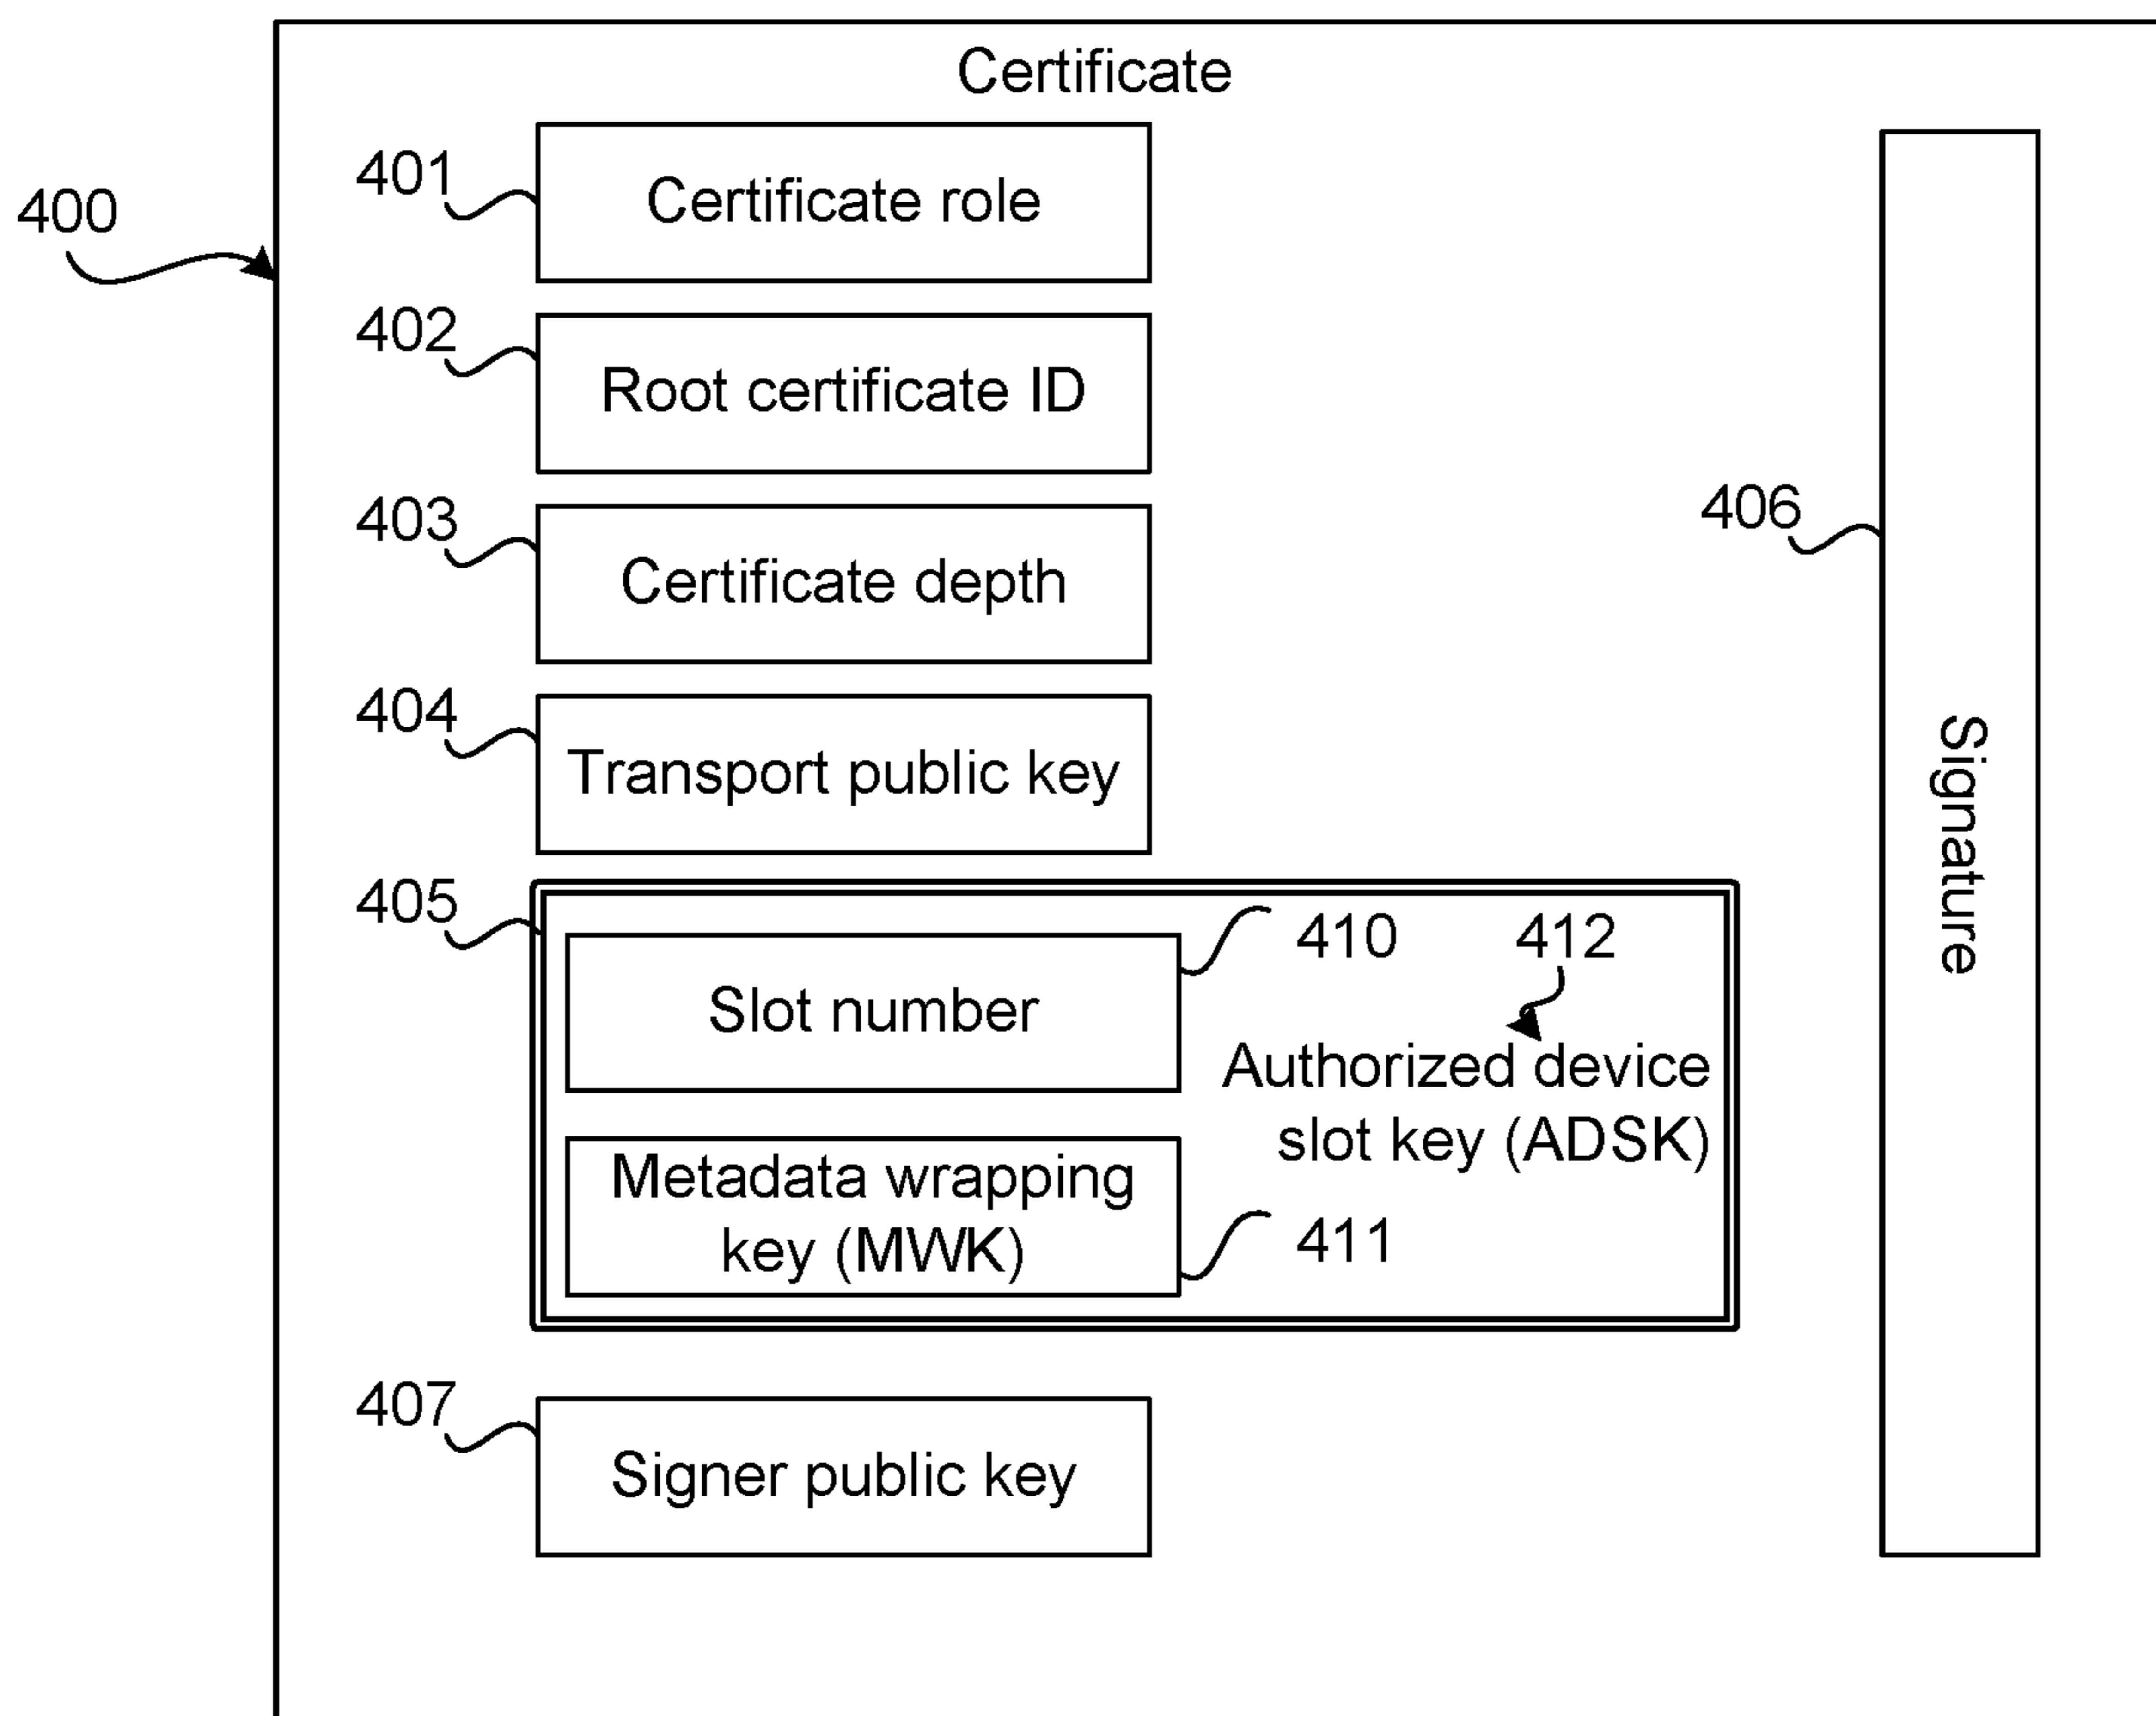 Certificate
400
401
Certificate role
402
Root certificate ID
403
Certificate depth
404
Transport public key
405
Slot number
410
412
Authorized device
slot key (ADSK)
Metadata wrapping
key (MWK)
411
407
Signer public key
406
Signature